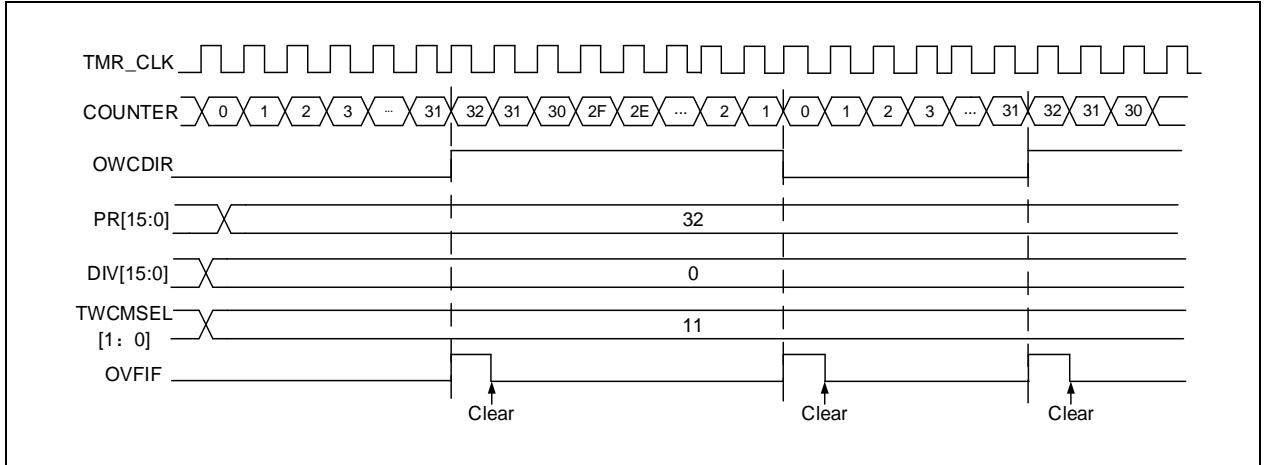 TMR_CLK
COUNTER 0 1 2 3 ... 31 32 31 30 2F 2E ... 2 1 0 1 2 3 ... 31 32 31 30
OWCDIR
PR[15:0] 32
DIV[15:0] 0
TWCMSEL
[1：0] 11
OVFIF
Clear Clear Clear